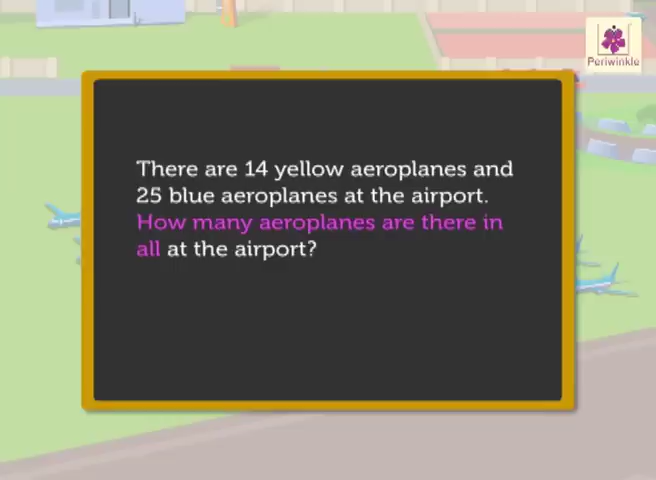 Periwinkle
There are 14 yellow aeroplanes and
25 blue aeroplanes at the airport.
How many aeroplanes are there in
all at the airport?